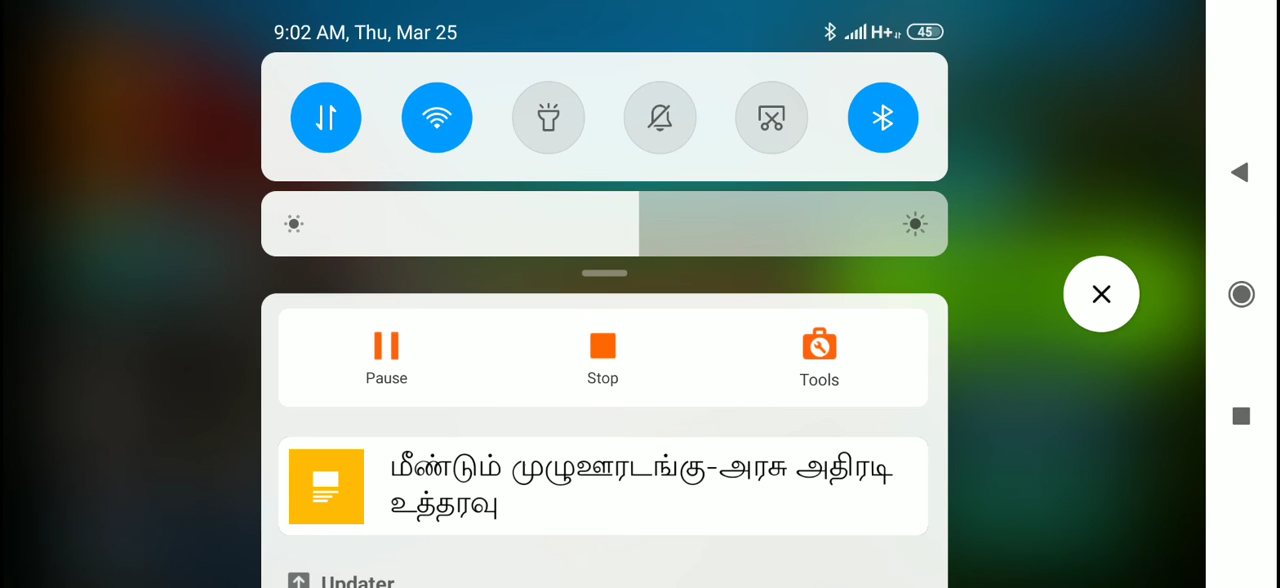 9:02 AM, Thu, Mar 25 H+ 45
Pause Stop Tools
மீண்டும் முழுஊரடங்கு-அரசு அதிரடி
உத்தரவு
Updater